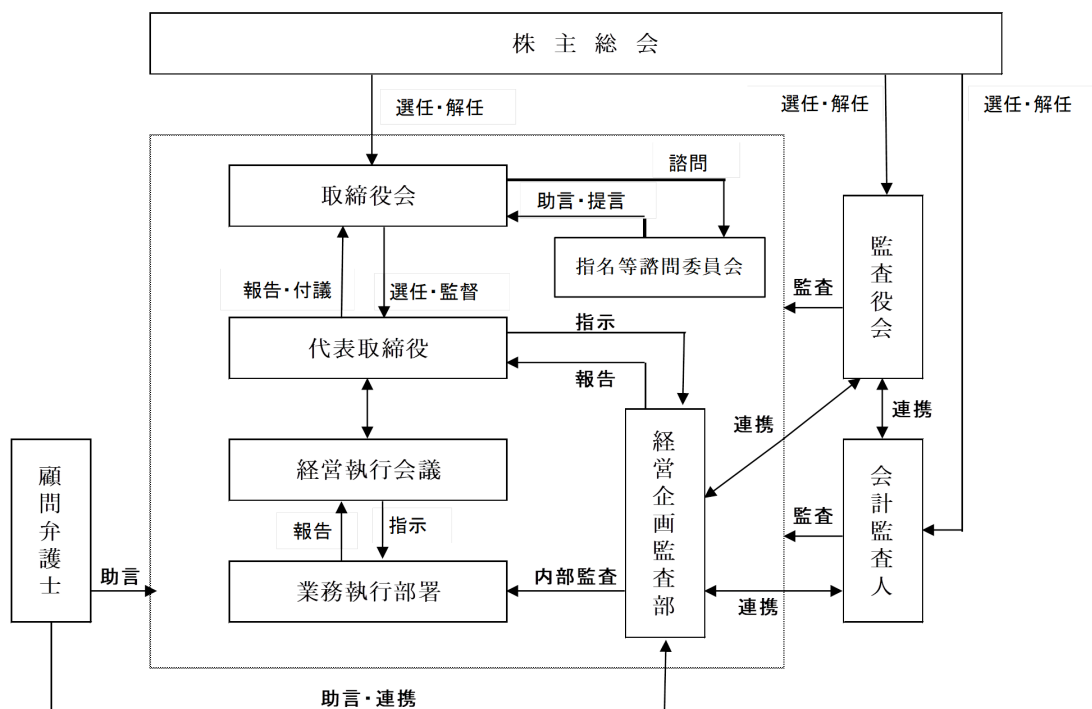 株主総会
選任・解任
選任・解任
選任・解任
諮問
取締役会
助言・提言
指名等諮問委員会
監査役会
報告・付議
選任・監督
監査
指示
代表取締役
報告
連携
連携
顧問弁護士
経営執行会議
経営企画監査部
会計監査人
報告
指示
監査
助言
業務執行部署
内部監査
連携
助言・連携